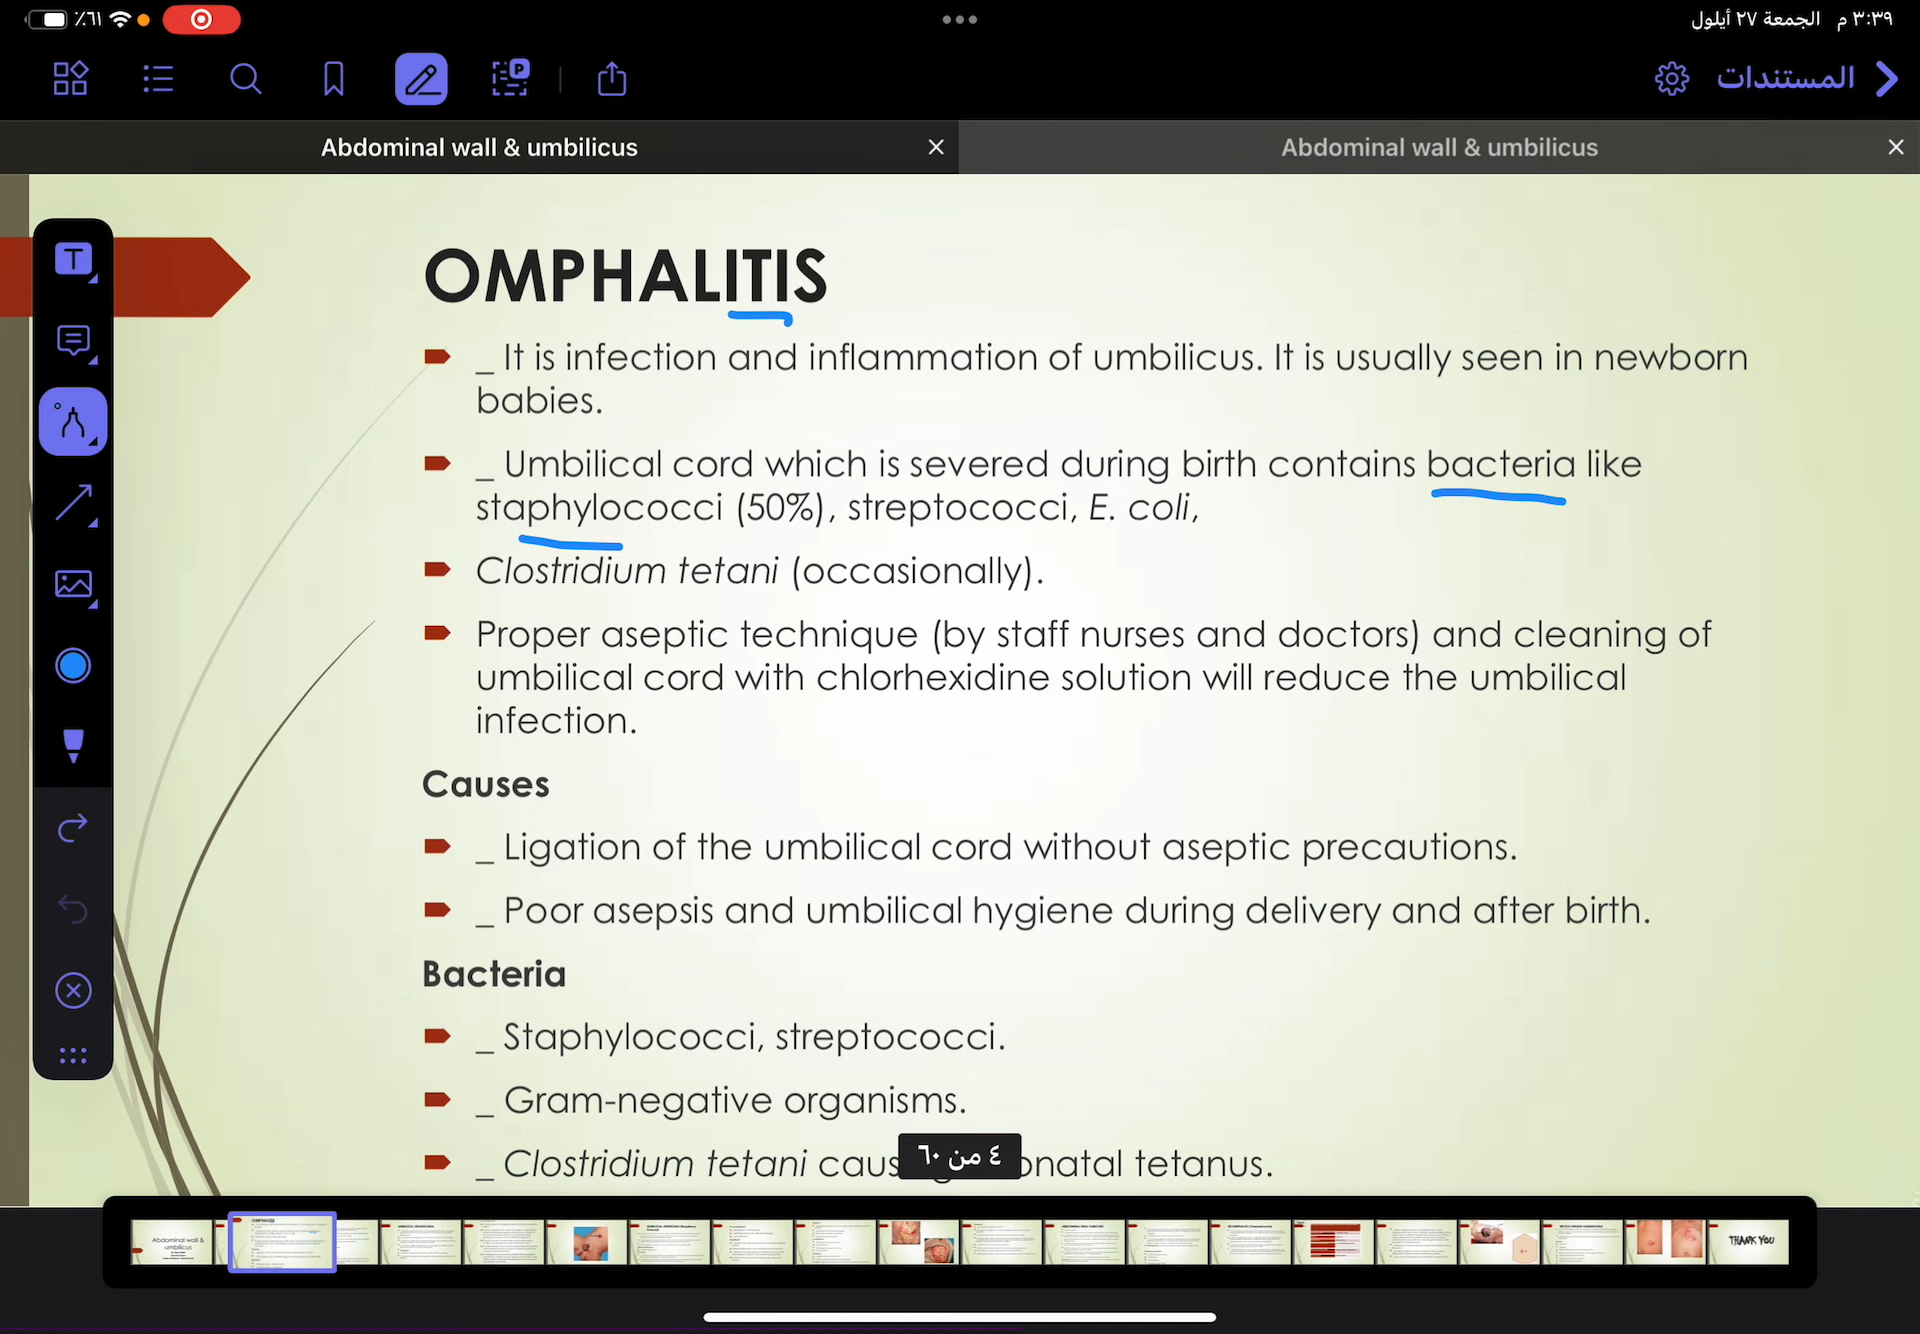 ٪٦١
٣:٣٩ م الجمعة ٢٧ أيلول
المستندات
Abdominal wall & umbilicus
Abdominal wall & umbilicus
OMPHALITIS
_ It is infection and inflammation of umbilicus. It is usually seen in newborn
babies.
_ Umbilical cord which is severed during birth contains bacteria like
staphylococci (50%), streptococci, E. coli,
Clostridium tetani (occasionally).
Proper aseptic technique (by staff nurses and doctors) and cleaning of
umbilical cord with chlorhexidine solution will reduce the umbilical
infection.
Causes
_ Ligation of the umbilical cord without aseptic precautions.
_ Poor asepsis and umbilical hygiene during delivery and after birth.
Bacteria
_ Staphylococci, streptococci.
_ Gram-negative organisms.
_ Clostridium tetani tetanus.
٤ من ٦٠
Abdominal wall &
umbilicus
OMPHALITIS
THANK YOU